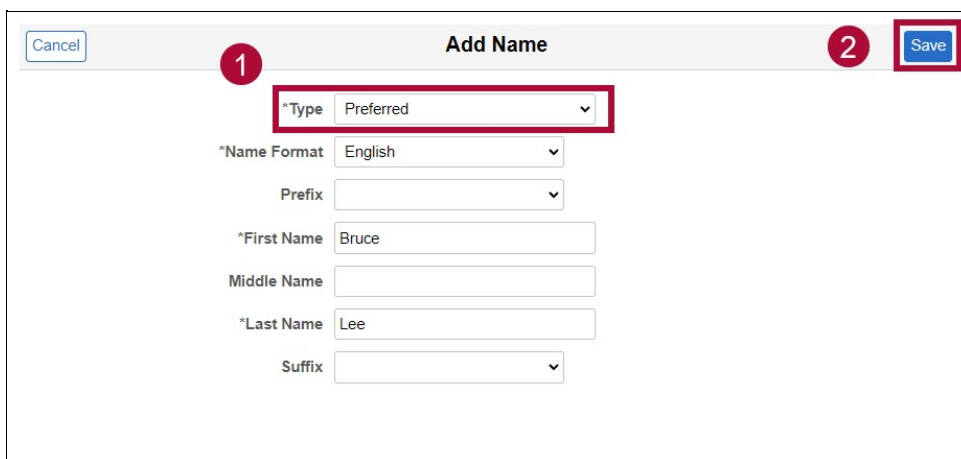 Cancel
Add Name
2
Save
1
*Type Preferred
*Name Format English
Prefix
*First Name Bruce
Middle Name
*Last Name Lee
Suffix